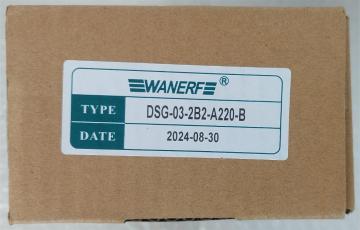 WANERF®
TYPE DSG-03-2B2-A220-B
DATE 2024-08-30